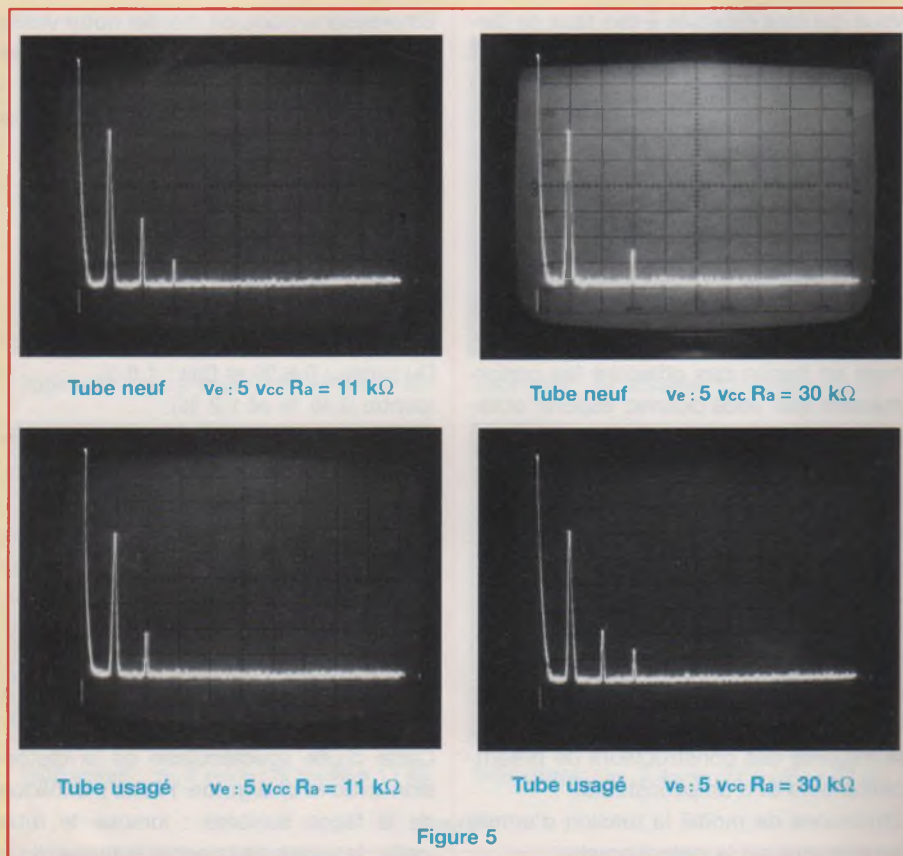 Tube neuf ve : 5 vcc Ra = 11 kΩ
Tube neuf ve : 5 vcc Ra = 30 kΩ
Tube usagé ve : 5 vcc Ra = 11 kΩ
Tube usagé ve : 5 vcc Ra = 30 kΩ
Figure 5